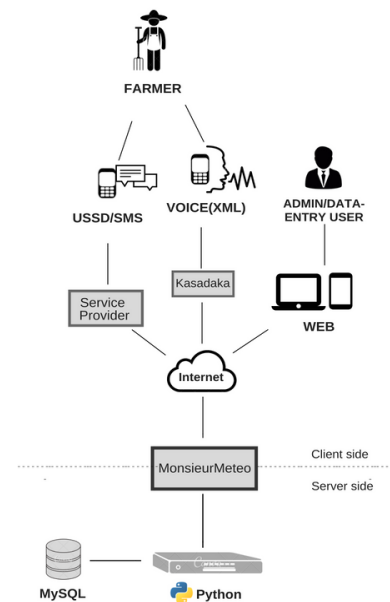 FARMER
USSD/SMS
VOICE(XML)
ADMIN/DATA-
ENTRY USER
Service
Provider
Kasadaka
WEB
Internet
Client side
MonsieurMeteo
Server side
MySQL
Python